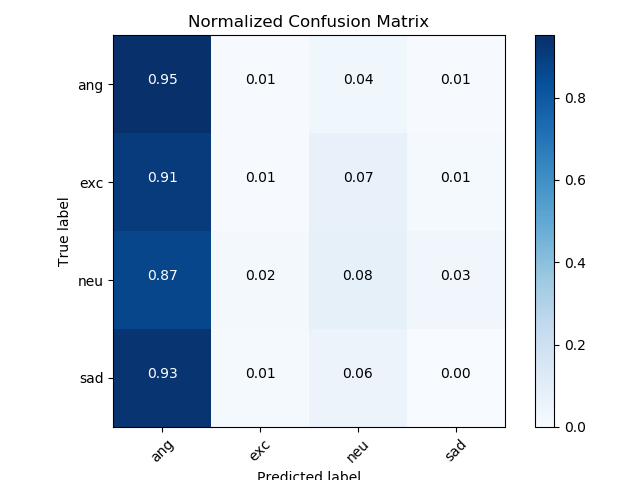 Normalized Confusion Matrix
ang 0.95 0.01 0.04 0.01
exc 0.91 0.01 0.07 0.01
neu 0.87 0.02 0.08 0.03
sad 0.93 0.01 0.06 0.00
True label
ang exc neu sad
Predicted label
0.8
0.6
0.4
0.2
0.0